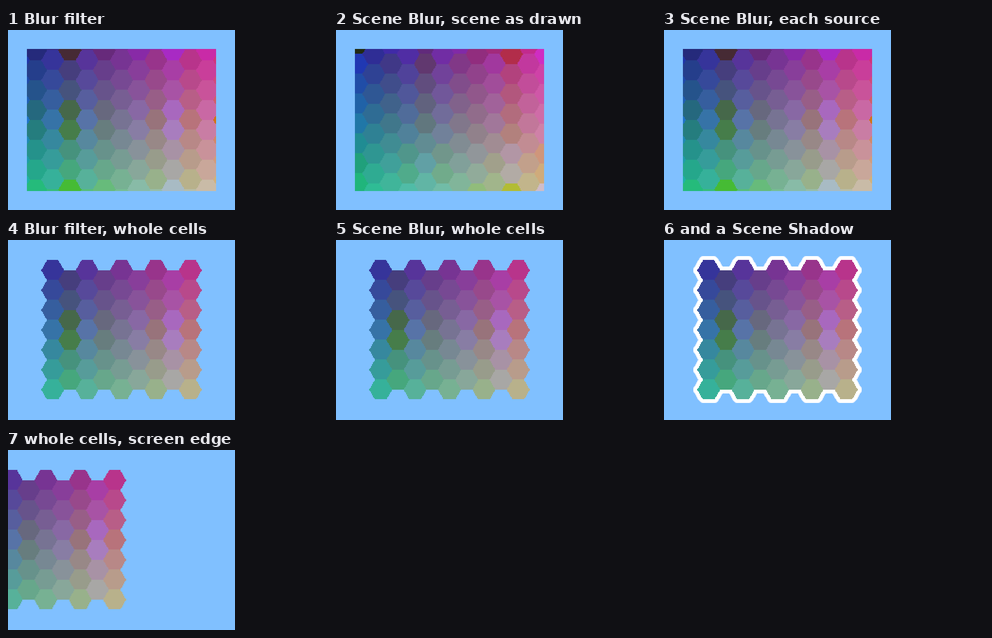 1 Blur filter
2 Scene Blur, scene as drawn
3 Scene Blur, each source
4 Blur filter, whole cells
5 Scene Blur, whole cells
6 and a Scene Shadow
7 whole cells, screen edge